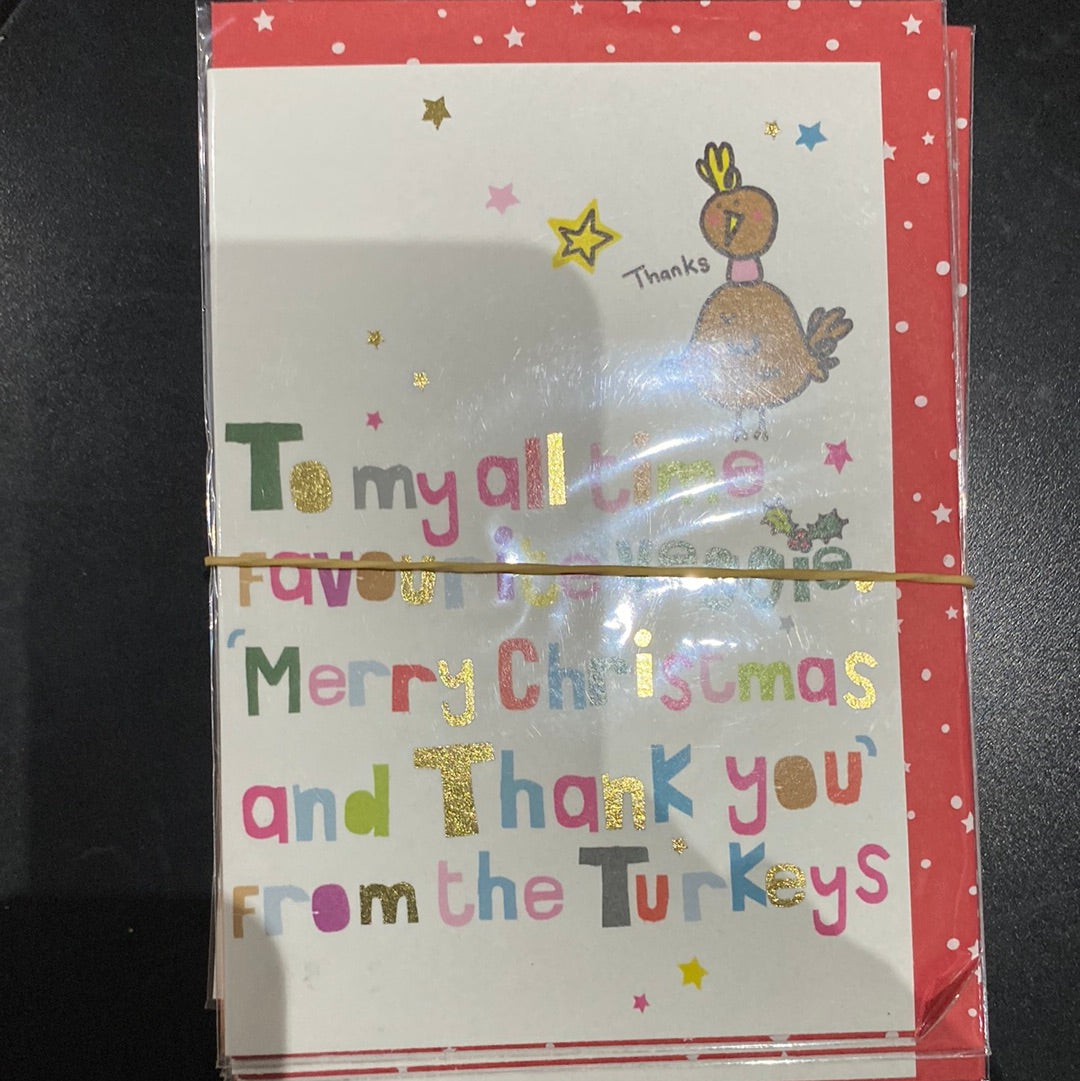 Thanks
To my all time
Favourite veggie.
‘Merry Christmas
and Thank you’
From the Turkeys